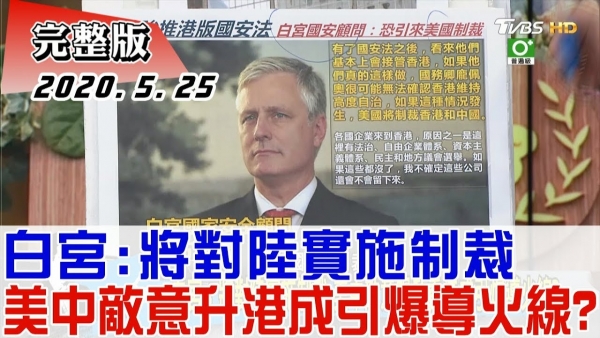 完整版
2020.5.25
推港版國安法 白宮國安顧問：恐引來美國制裁
TVBS HD
普遍級
有了國安法之後，看來他們
基本上會接管香港，如果他
們真的這樣做，國務卿龐佩
奧很可能無法確認香港維持
高度自治，如果這種情況發
生，美國將制裁香港和中國。
各國企業來到香港，原因之一是這
裡有法治、自由企業體系、資本主
義體系、民主和地方議會選舉。如
果這些都沒了，我不確定這些公司
還會不會留下來。
白宮國家安全顧問
白宮:將對陸實施制裁
美中敵意升港成引爆導火線?